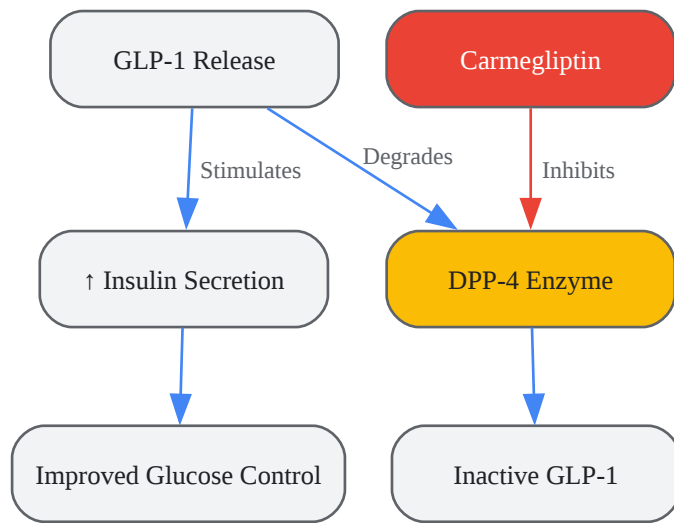 GLP-1 Release
Carmegliptin
Stimulates
Degrades
Inhibits
↑ Insulin Secretion
DPP-4 Enzyme
Improved Glucose Control
Inactive GLP-1